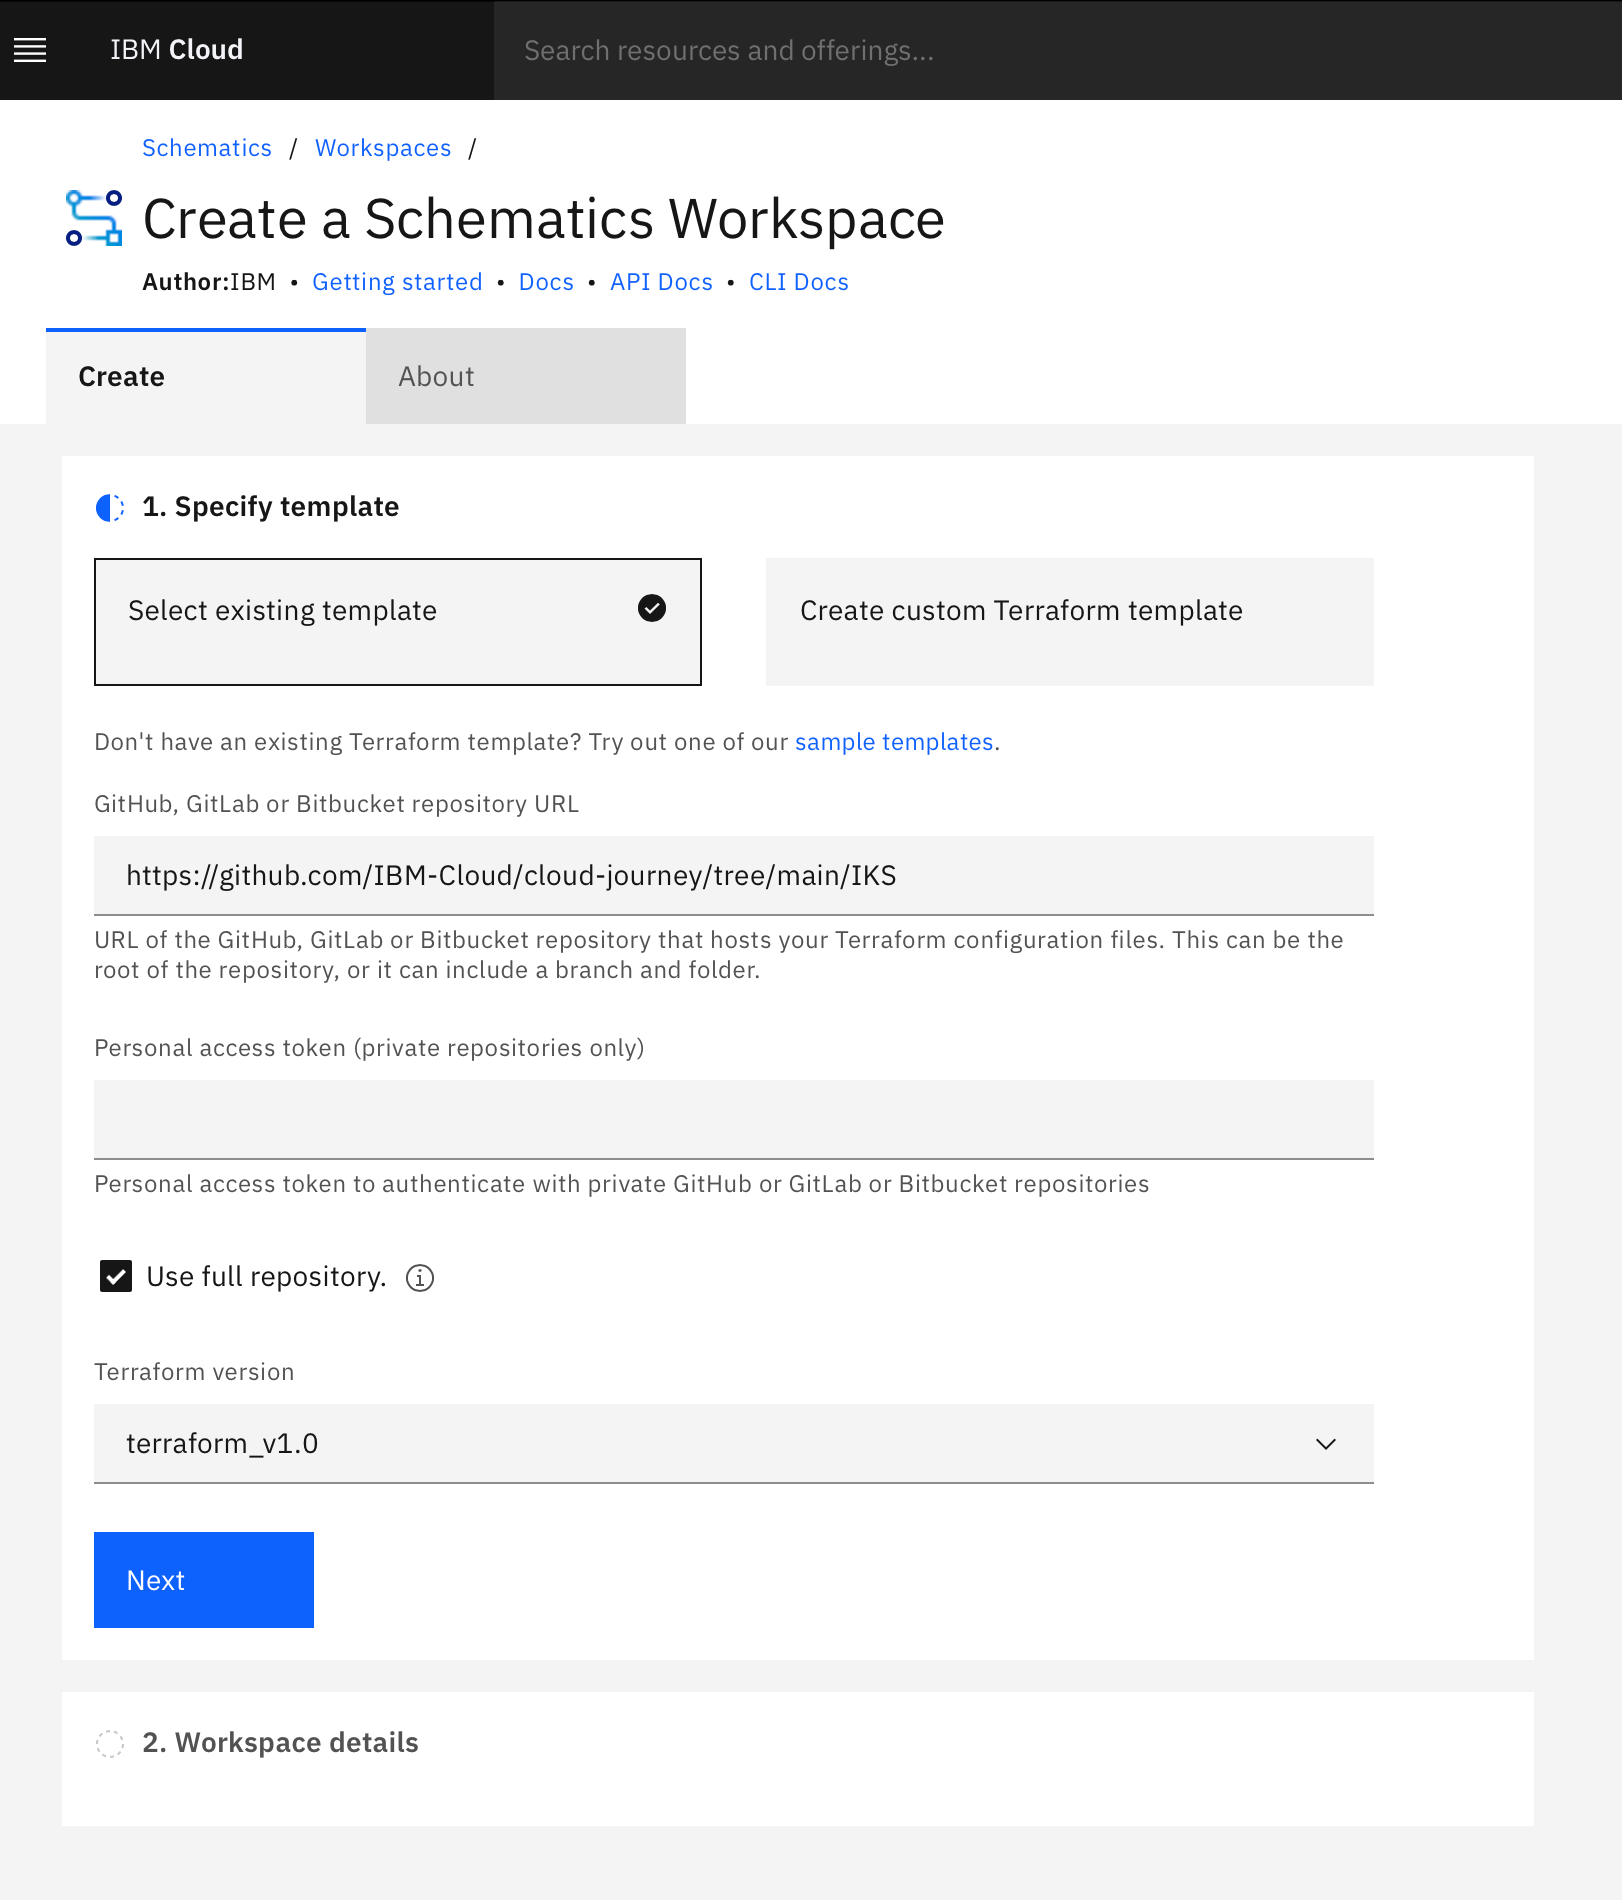 IBM Cloud
Search resources and offerings...
Schematics / Workspaces /
Create a Schematics Workspace
Author:IBM • Getting started • Docs • API Docs • CLI Docs
Create
About
1. Specify template
Select existing template
Create custom Terraform template
Don't have an existing Terraform template? Try out one of our sample templates.
GitHub, GitLab or Bitbucket repository URL
https://github.com/IBM-Cloud/cloud-journey/tree/main/IKS
URL of the GitHub, GitLab or Bitbucket repository that hosts your Terraform configuration files. This can be the
root of the repository, or it can include a branch and folder.
Personal access token (private repositories only)
Personal access token to authenticate with private GitHub or GitLab or Bitbucket repositories
Use full repository.
Terraform version
terraform_v1.0
Next
2. Workspace details